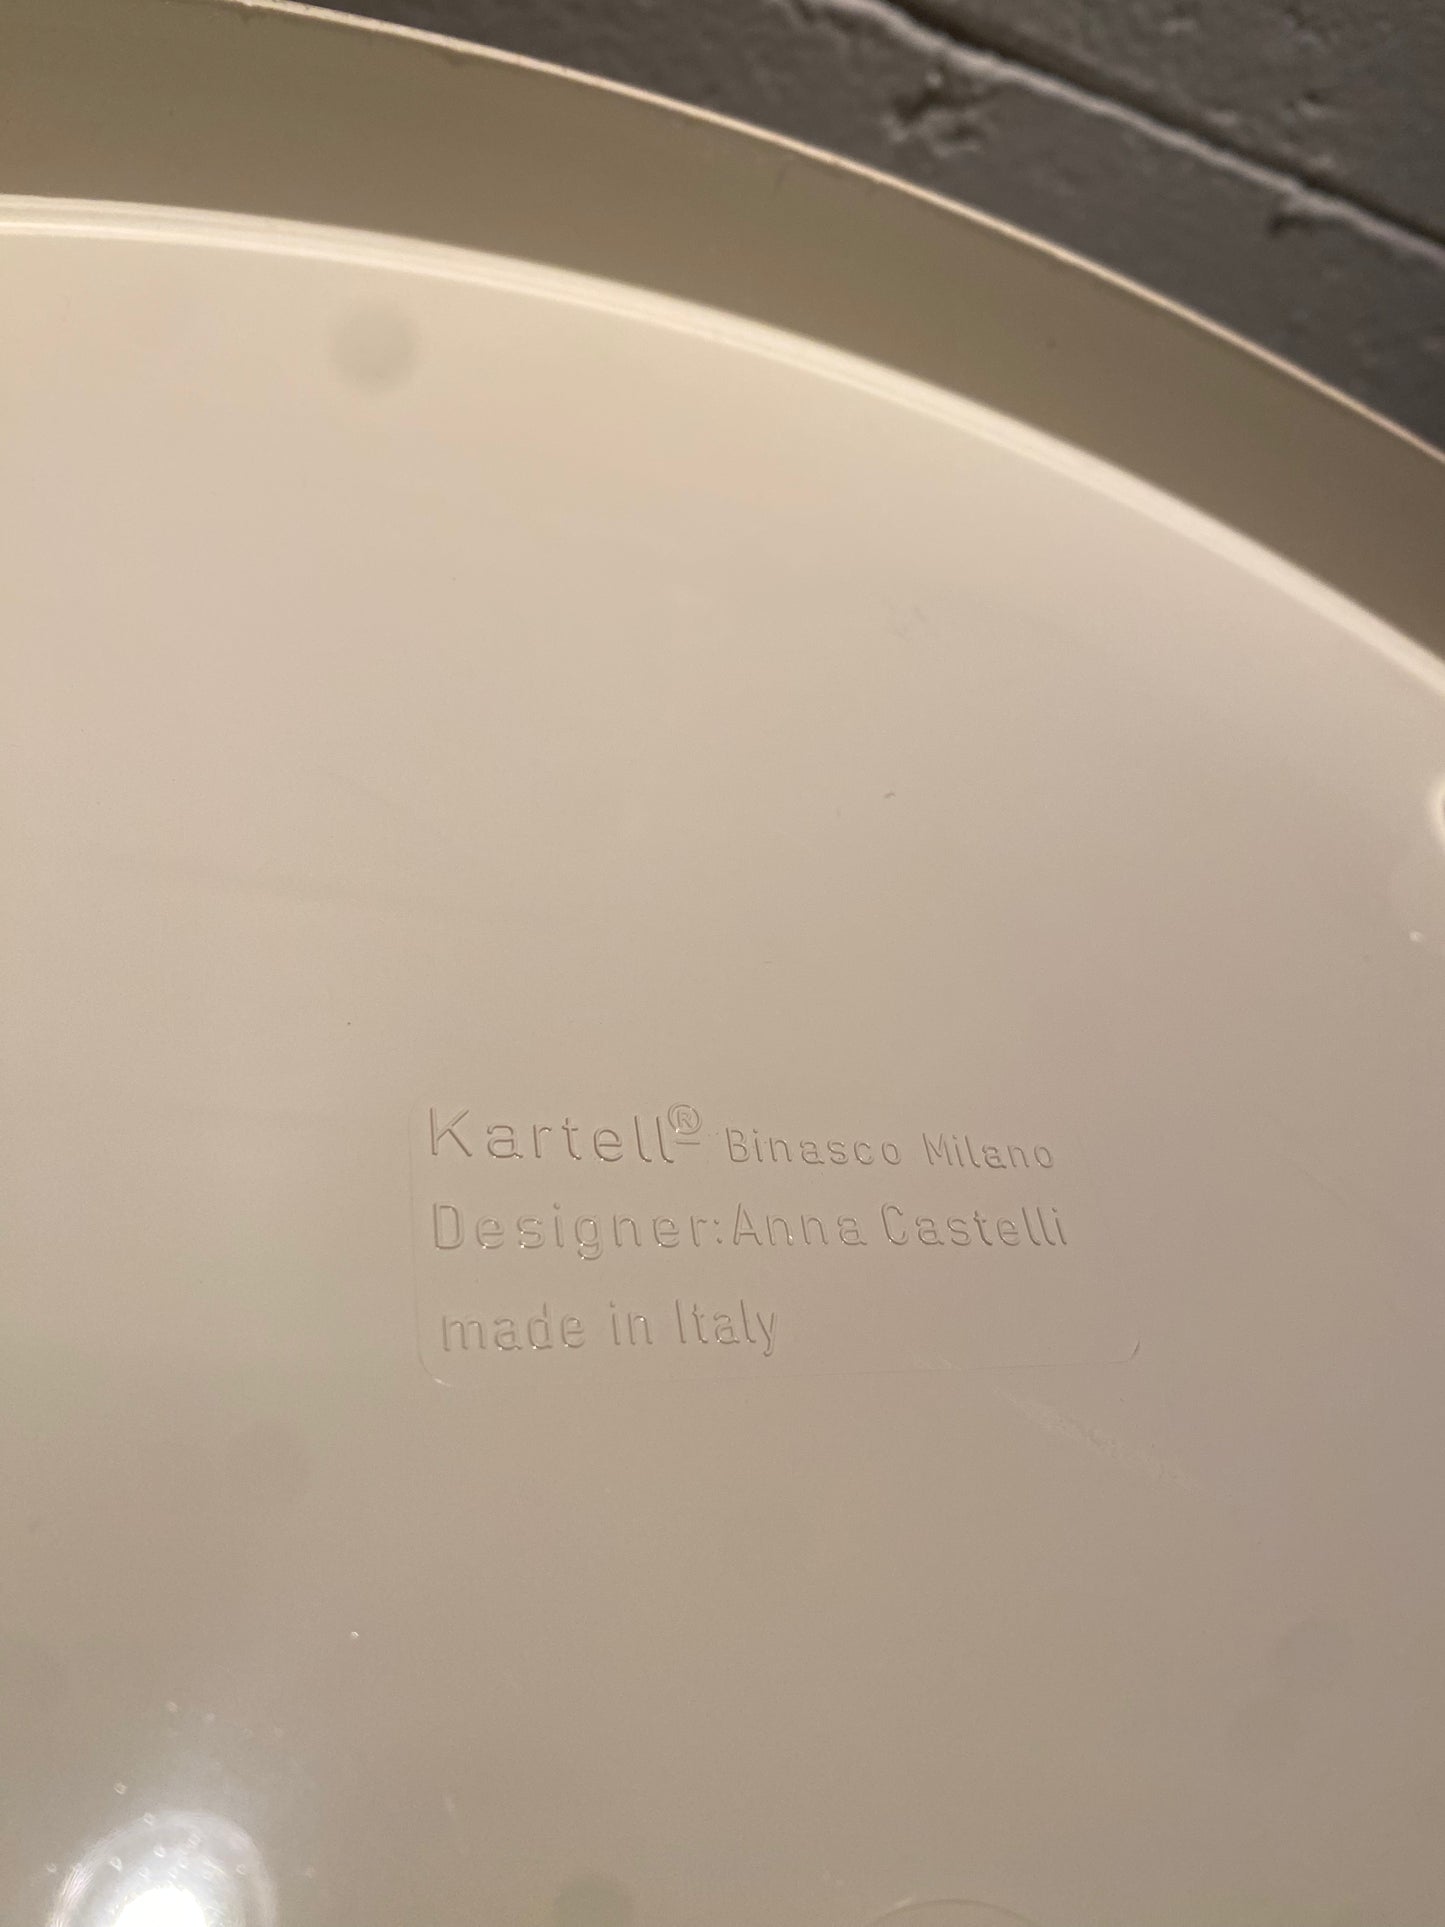 Kartell® Binasco Milano
Designer:Anna Castelli
made in Italy